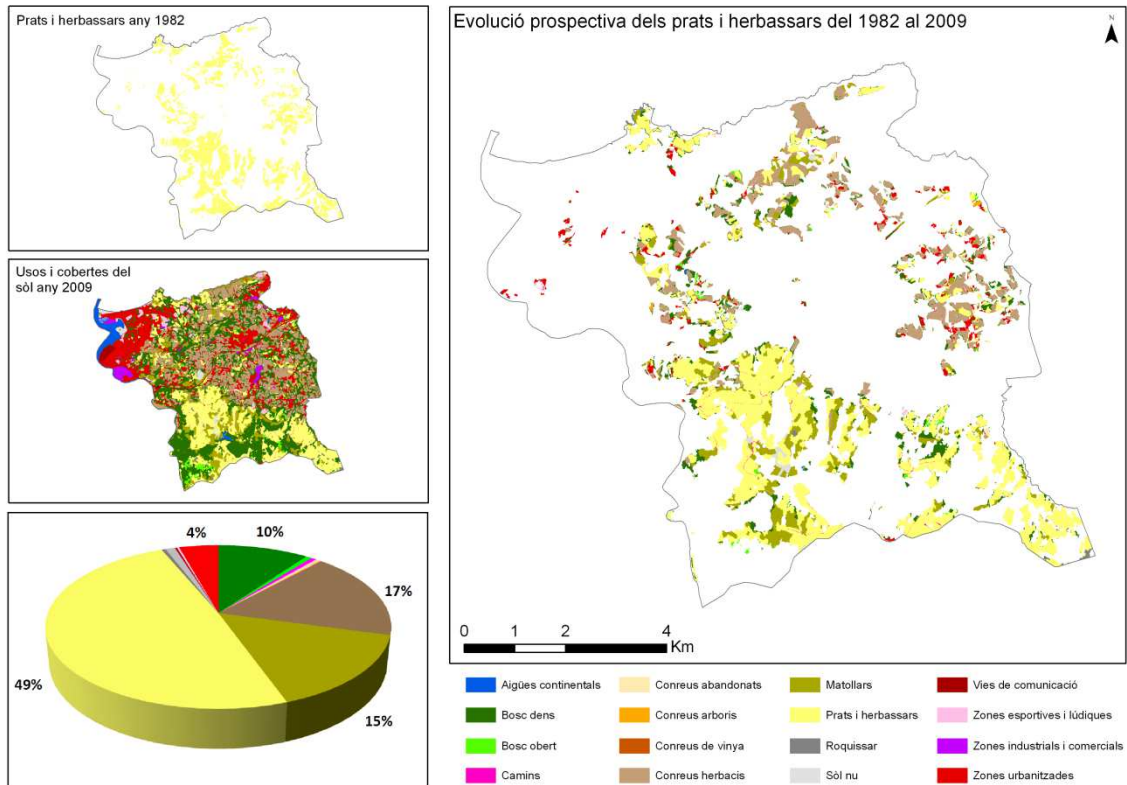 Prats i herbassars any 1982
Usos i cobertes del
sòl any 2009
4%
10%
17%
15%
49%
Evolució prospectiva dels prats i herbassars del 1982 al 2009
N
0 1 2 4
Km
Aigües continentals
Bosc dens
Bosc obert
Camins
Conreus abandonats
Conreus arboris
Conreus de vinya
Conreus herbacis
Matollars
Prats i herbassars
Roquissar
Sòl nu
Vies de comunicació
Zones esportives i lúdiques
Zones industrials i comercials
Zones urbanitzades